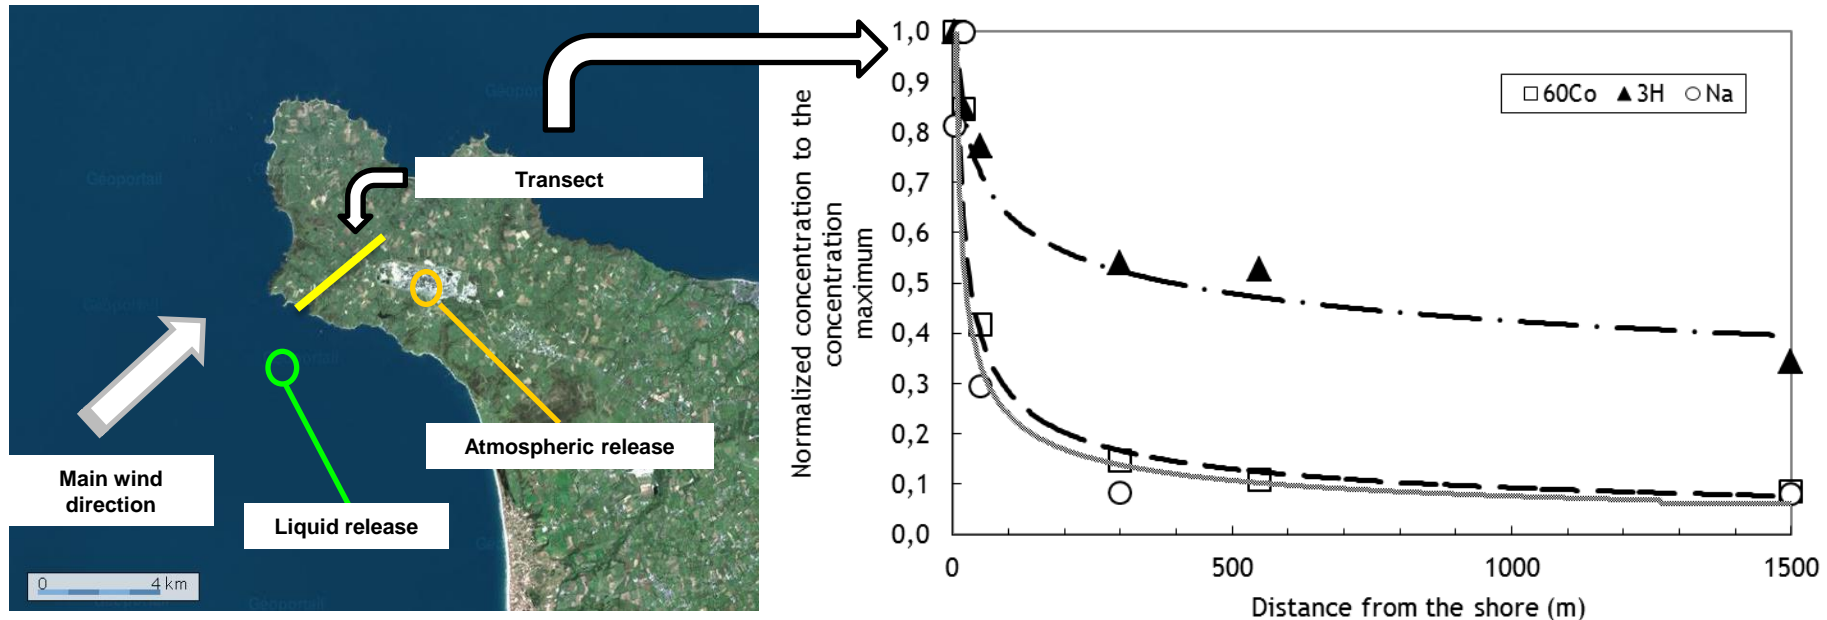 Transect
Atmospheric release
Main wind
direction
Liquid release
0 4 km
Géoportail
Géoportail
Normalized concentration to the
concentration
maximum
1,0
0,9
0,8
0,7
0,6
0,5
0,4
0,3
0,2
0,1
0,0
60Co 3H Na
0 500 1000 1500
Distance from the shore (m)